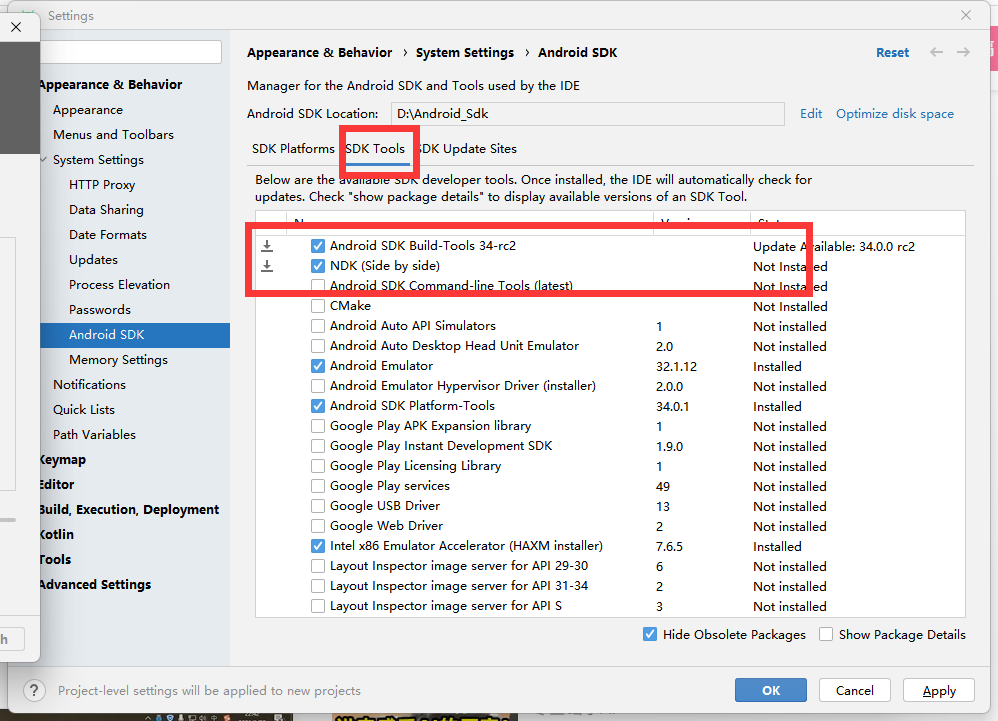 Settings
Appearance & Behavior › System Settings › Android SDK
Reset
Manager for the Android SDK and Tools used by the IDE
Android SDK Location: D:\Android_Sdk Edit Optimize disk space
SDK Platforms SDK Tools SDK Update Sites
Below are the available SDK developer tools. Once installed, the IDE will automatically check for
updates. Check "show package details" to display available versions of an SDK Tool.
Appearance & Behavior
Appearance
Menus and Toolbars
System Settings
HTTP Proxy
Data Sharing
Date Formats
Updates
Process Elevation
Passwords
Android SDK
Memory Settings
Notifications
Quick Lists
Path Variables
Keymap
Editor
Build, Execution, Deployment
Kotlin
Tools
Advanced Settings
Android SDK Build-Tools 34-rc2 Update Available: 34.0.0 rc2
NDK (Side by side) Not Installed
Android SDK Command-line Tools (latest) Not Installed
CMake Not Installed
Android Auto API Simulators 1 Not installed
Android Auto Desktop Head Unit Emulator 2.0 Not installed
Android Emulator 32.1.12 Installed
Android Emulator Hypervisor Driver (installer) 2.0.0 Not installed
Android SDK Platform-Tools 34.0.1 Installed
Google Play APK Expansion library 1 Not installed
Google Play Instant Development SDK 1.9.0 Not installed
Google Play Licensing Library 1 Not installed
Google Play services 49 Not installed
Google USB Driver 13 Not installed
Google Web Driver 2 Not installed
Intel x86 Emulator Accelerator (HAXM installer) 7.6.5 Installed
Layout Inspector image server for API 29-30 6 Not installed
Layout Inspector image server for API 31-34 2 Not installed
Layout Inspector image server for API S 3 Not installed
Hide Obsolete Packages Show Package Details
? Project-level settings will be applied to new projects
OK Cancel Apply